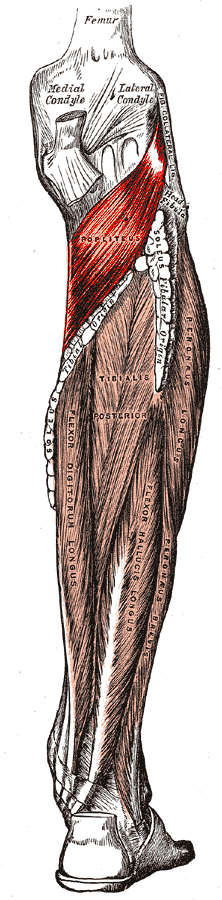 Femur
Medial
Condyle
Lateral
Condyle
FIB. COLLATERAL LIG.
Head of
Fibula
POPLITEUS
SOLEUS
Fibular Origin
Tibial Origin
SOLEUS
TIBIALIS
POSTERIOR
PERONEUS LONGUS
FLEXOR DIGITORUM LONGUS
FLEXOR HALLUCIS LONGUS
PERONEUS BREVIS